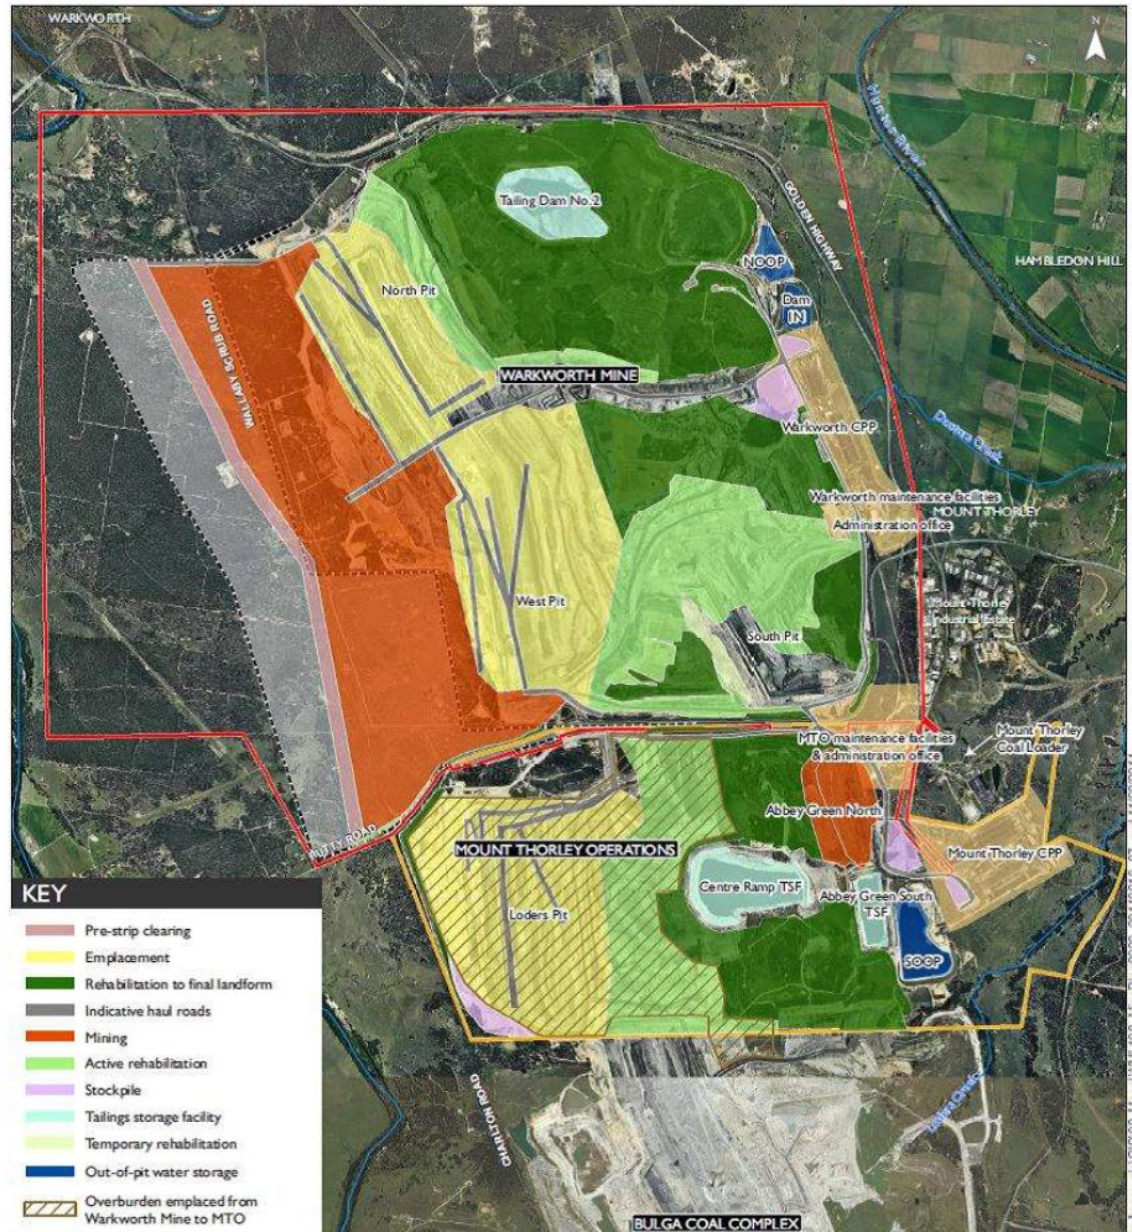 WARKWORTH
N
Hunter River
GOLDEN HIGHWAY
Tailing Dam No.2
NOOP
HAMBLEDON HILL
North Pit
Dam
IN
WALLABY SCRUB ROAD
WARKWORTH MINE
Warkworth CPP
Doctors Creek
Warkworth maintenance facilities
Administration office
MOUNT THORLEY
West Pit
Mount Thorley
Industrial Estate
South Pit
MTO maintenance facilities
& administration office
Mount Thorley
Coal Loader
Abbey Green North
PUTTY ROAD
MOUNT THORLEY OPERATIONS
Mount Thorley CPP
Centre Ramp TSF
Abbey Green South
TSF
Loders Pit
SOOP
CHARLTON ROAD
BULGA COAL COMPLEX
KEY
Pre-strip clearing
Emplacement
Rehabilitation to final landform
Indicative haul roads
Mining
Active rehabilitation
Stockpile
Tailings storage facility
Temporary rehabilitation
Out-of-pit water storage
Overburden emplaced from
Warkworth Mine to MTO